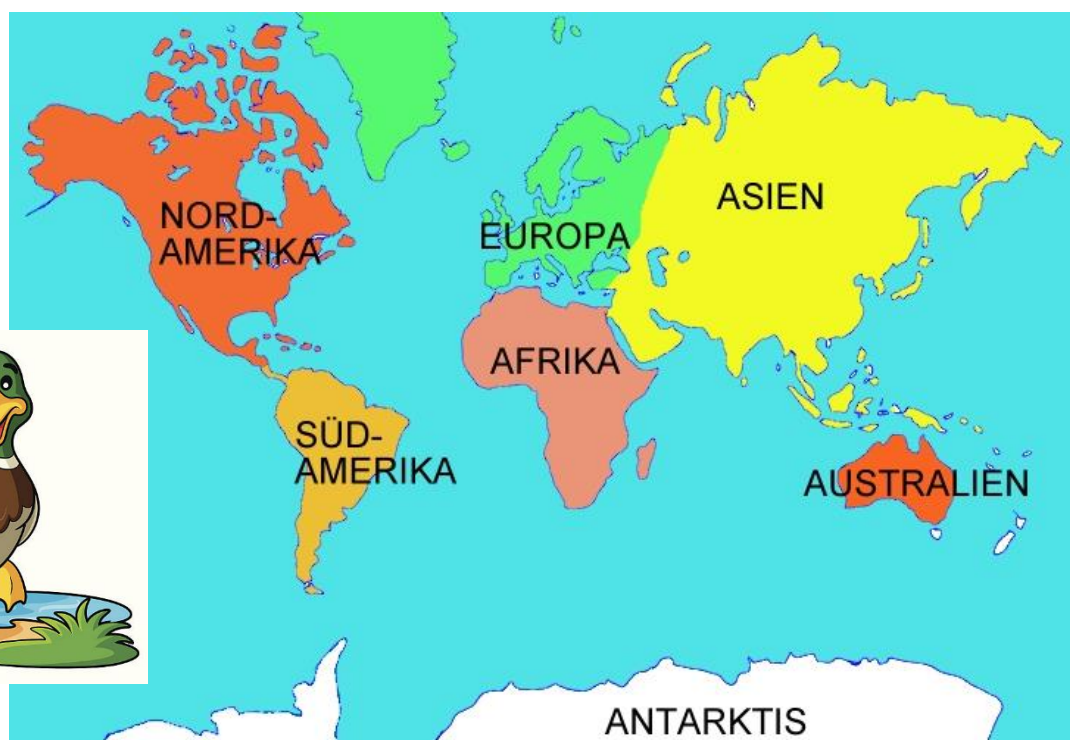 NORD-
AMERIKA
EUROPA
ASIEN
AFRIKA
SÜD-
AMERIKA
AUSTRALIEN
ANTARKTIS